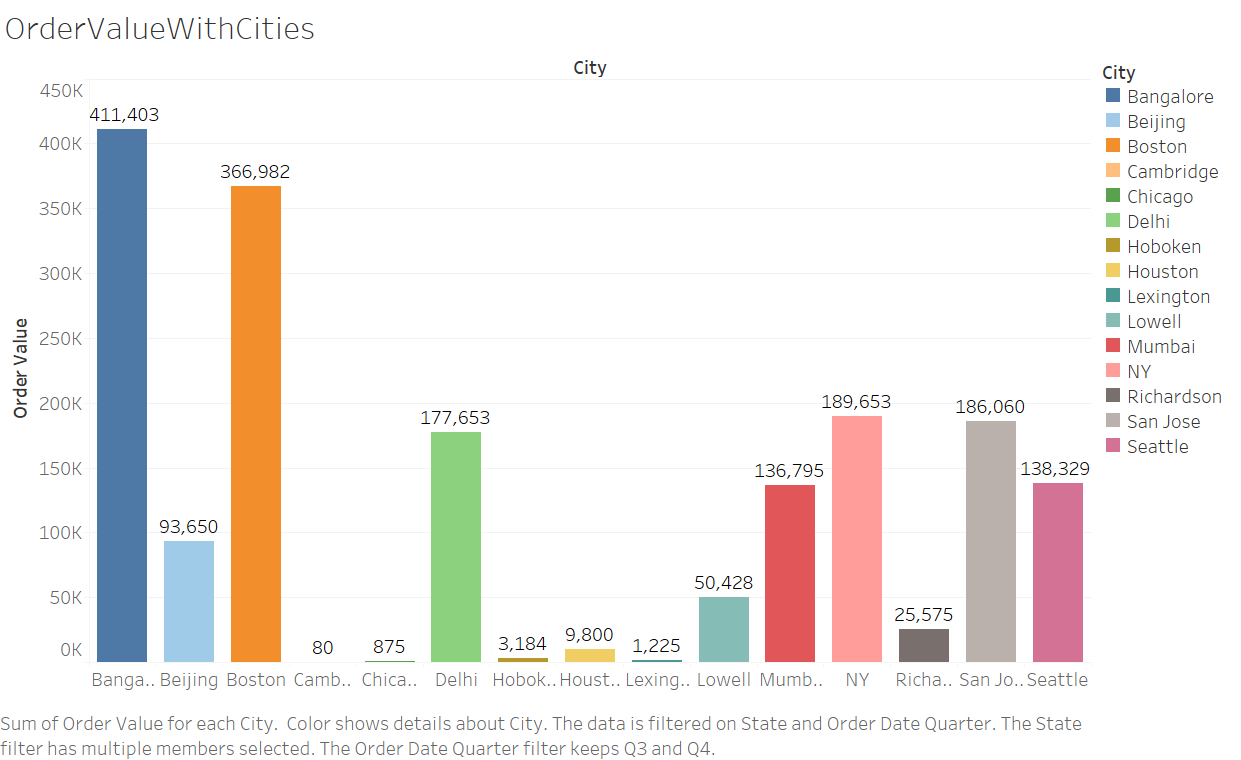 OrderValueWithCities
City
450K
400K
350K
300K
250K
200K
150K
100K
50K
0K
Order Value
411,403
93,650
366,982
80
875
177,653
3,184
9,800
1,225
50,428
136,795
189,653
25,575
186,060
138,329
Banga.. Beijing Boston Camb.. Chica.. Delhi Hobok.. Houst.. Lexing.. Lowell Mumb.. NY Richa.. San Jo.. Seattle
City
Bangalore
Beijing
Boston
Cambridge
Chicago
Delhi
Hoboken
Houston
Lexington
Lowell
Mumbai
NY
Richardson
San Jose
Seattle
Sum of Order Value for each City. Color shows details about City. The data is filtered on State and Order Date Quarter. The State
filter has multiple members selected. The Order Date Quarter filter keeps Q3 and Q4.